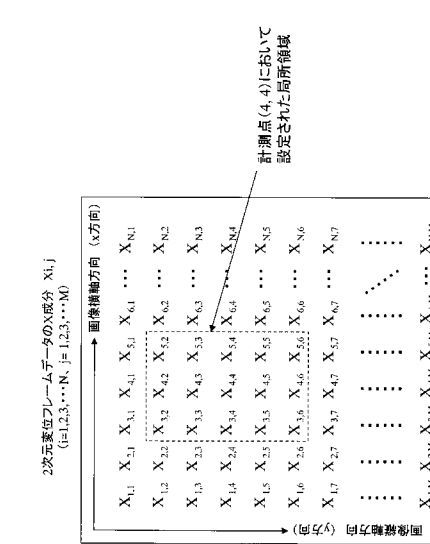 2次元変位フレームデータのX成分 Xi, j
(i=1,2,3,・・・N、j= 1,2,3,・・・M)
画像横軸方向 (x方向)
X1,1 X2,1 X3,1 X4,1 X5,1 X6,1 ・・・ XN,1
X1,2 X2,2 X3,2 X4,2 X5,2 X6,2 ・・・ XN,2
X1,3 X2,3 X3,3 X4,3 X5,3 X6,3 ・・・ XN,3
X1,4 X2,4 X3,4 X4,4 X5,4 X6,4 ・・・ XN,4
X1,5 X2,5 X3,5 X4,5 X5,5 X6,5 ・・・ XN,5
X1,6 X2,6 X3,6 X4,6 X5,6 X6,6 ・・・ XN,6
X1,7 X2,7 X3,7 X4,7 X5,7 X6,7 XN,7
画像縦軸方向 (y方向)
計測点(4, 4)において
設定された局所領域